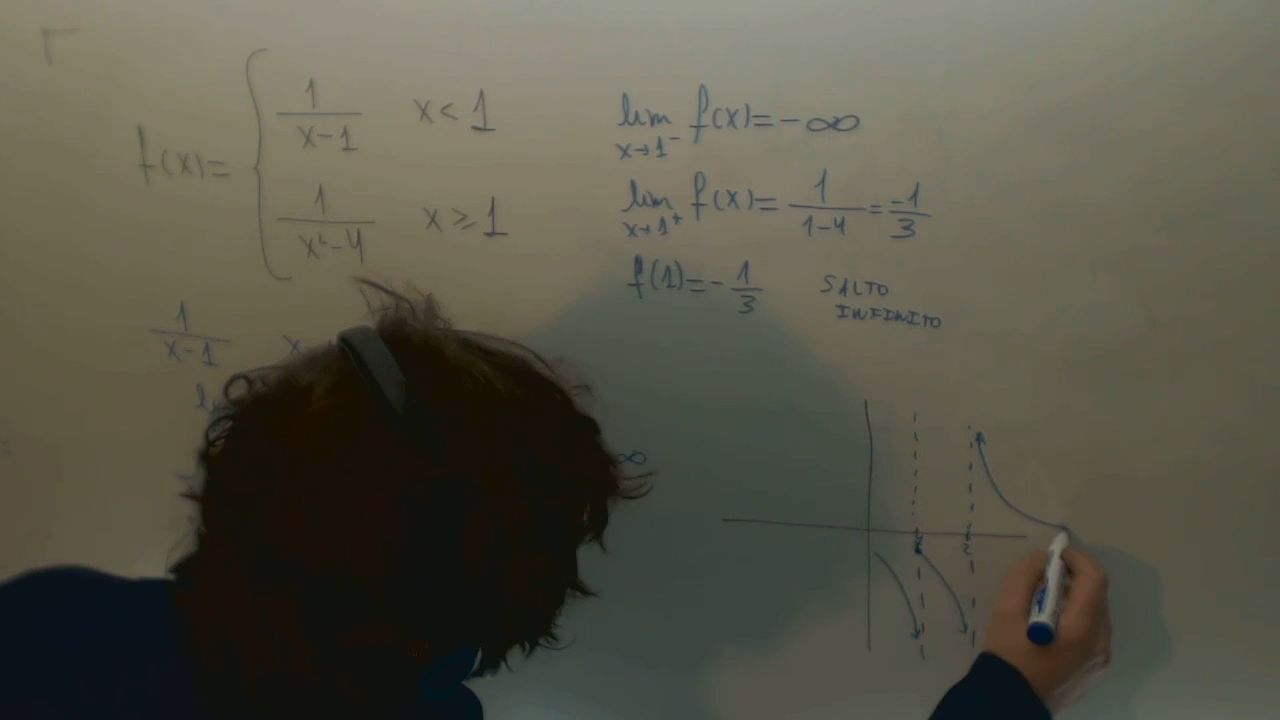 f(x)= { 1/(x-1)   x<1
1/(x²-4)   x≥1
lim x→1⁻ f(x)=-∞
lim x→1⁺ f(x)= 1/(1-4) = -1/3
f(1)=-1/3
SALTO
INFINITO
1/(x-1)
∞
1
2